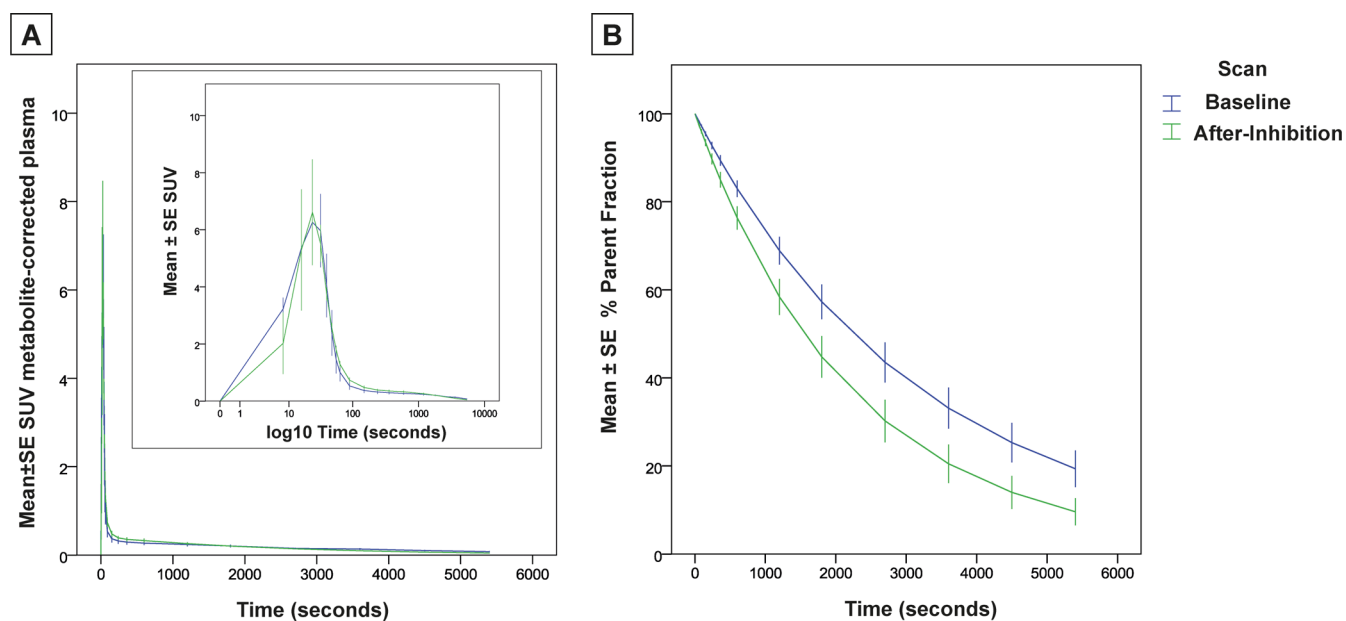 A
Mean±SE SUV metabolite-corrected plasma
10
8
6
4
2
0
Mean ± SE SUV
10
8
6
4
2
0
0 1 10 100 1000 10000
log10 Time (seconds)
0 1000 2000 3000 4000 5000 6000
Time (seconds)
B
Mean ± SE % Parent Fraction
100
80
60
40
20
0
0 1000 2000 3000 4000 5000 6000
Time (seconds)
Scan
Baseline
After-Inhibition